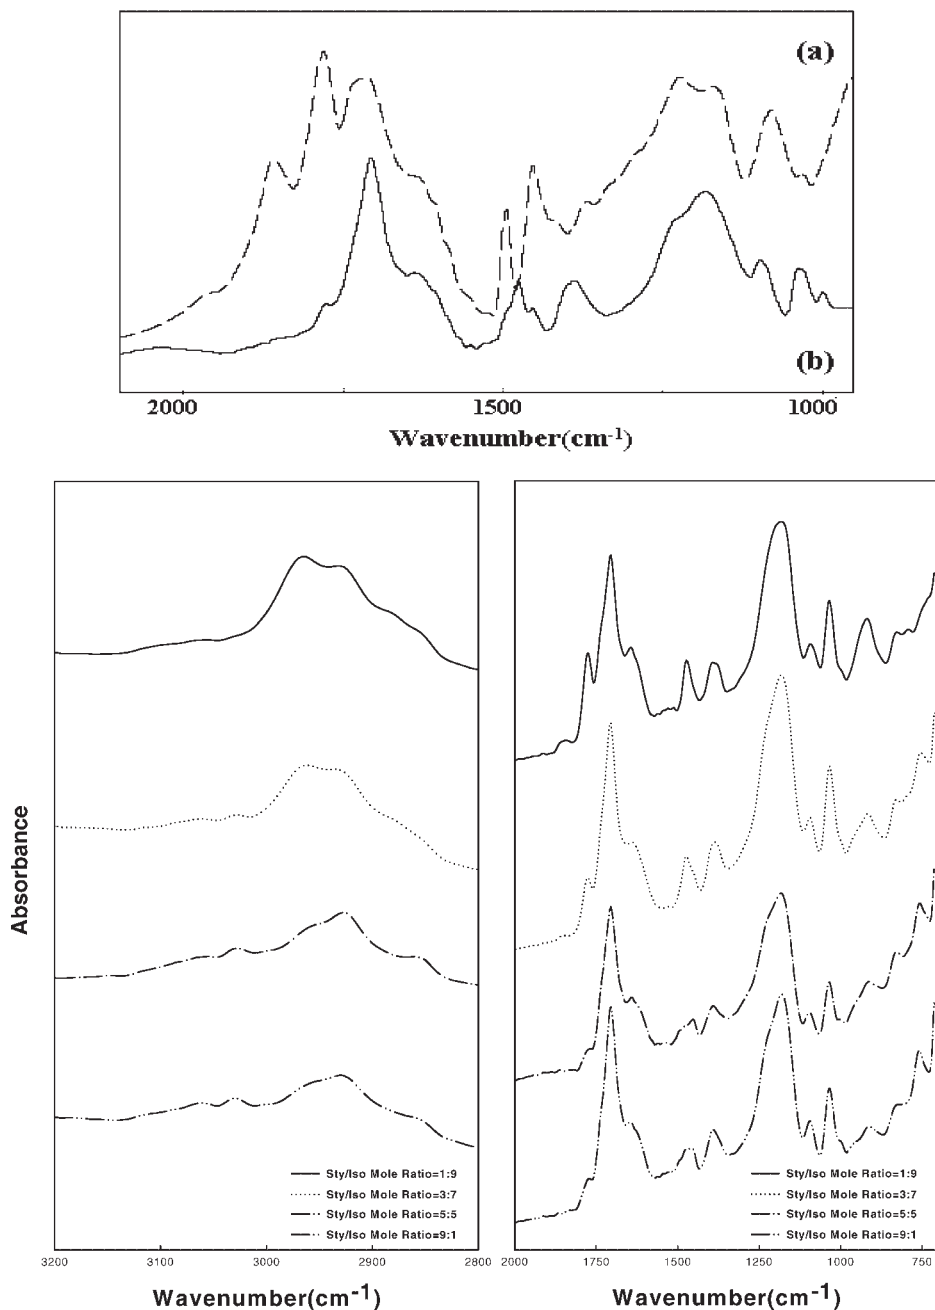 (a)
(b)
2000 1500 1000
Wavenumber(cm-1)
Absorbance
Sty/Iso Mole Ratio=1:9
Sty/Iso Mole Ratio=3:7
Sty/Iso Mole Ratio=5:5
Sty/Iso Mole Ratio=9:1
3200 3100 3000 2900 2800
Wavenumber(cm-1)
Sty/Iso Mole Ratio=1:9
Sty/Iso Mole Ratio=3:7
Sty/Iso Mole Ratio=5:5
Sty/Iso Mole Ratio=9:1
2000 1750 1500 1250 1000 750
Wavenumber(cm-1)